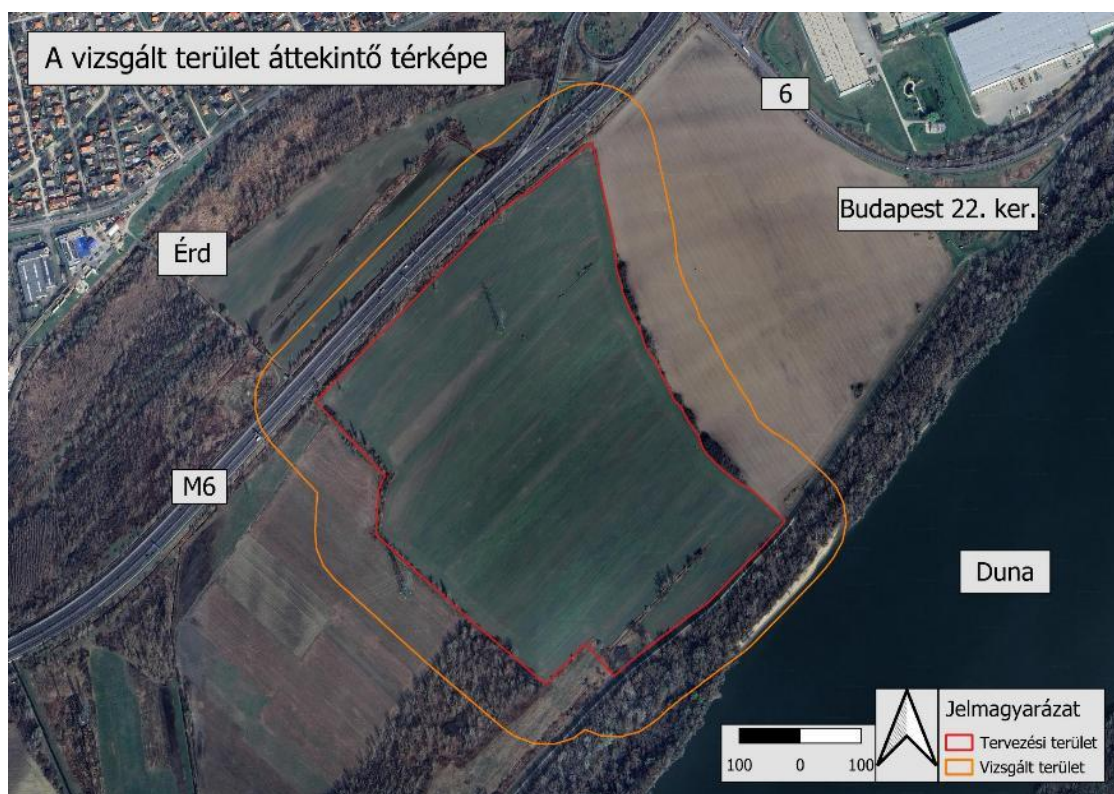 A vizsgált terület áttekintő térképe
6
Budapest 22. ker.
Érd
M6
Duna
Jelmagyarázat
Tervezési terület
Vizsgált terület
100 0 100